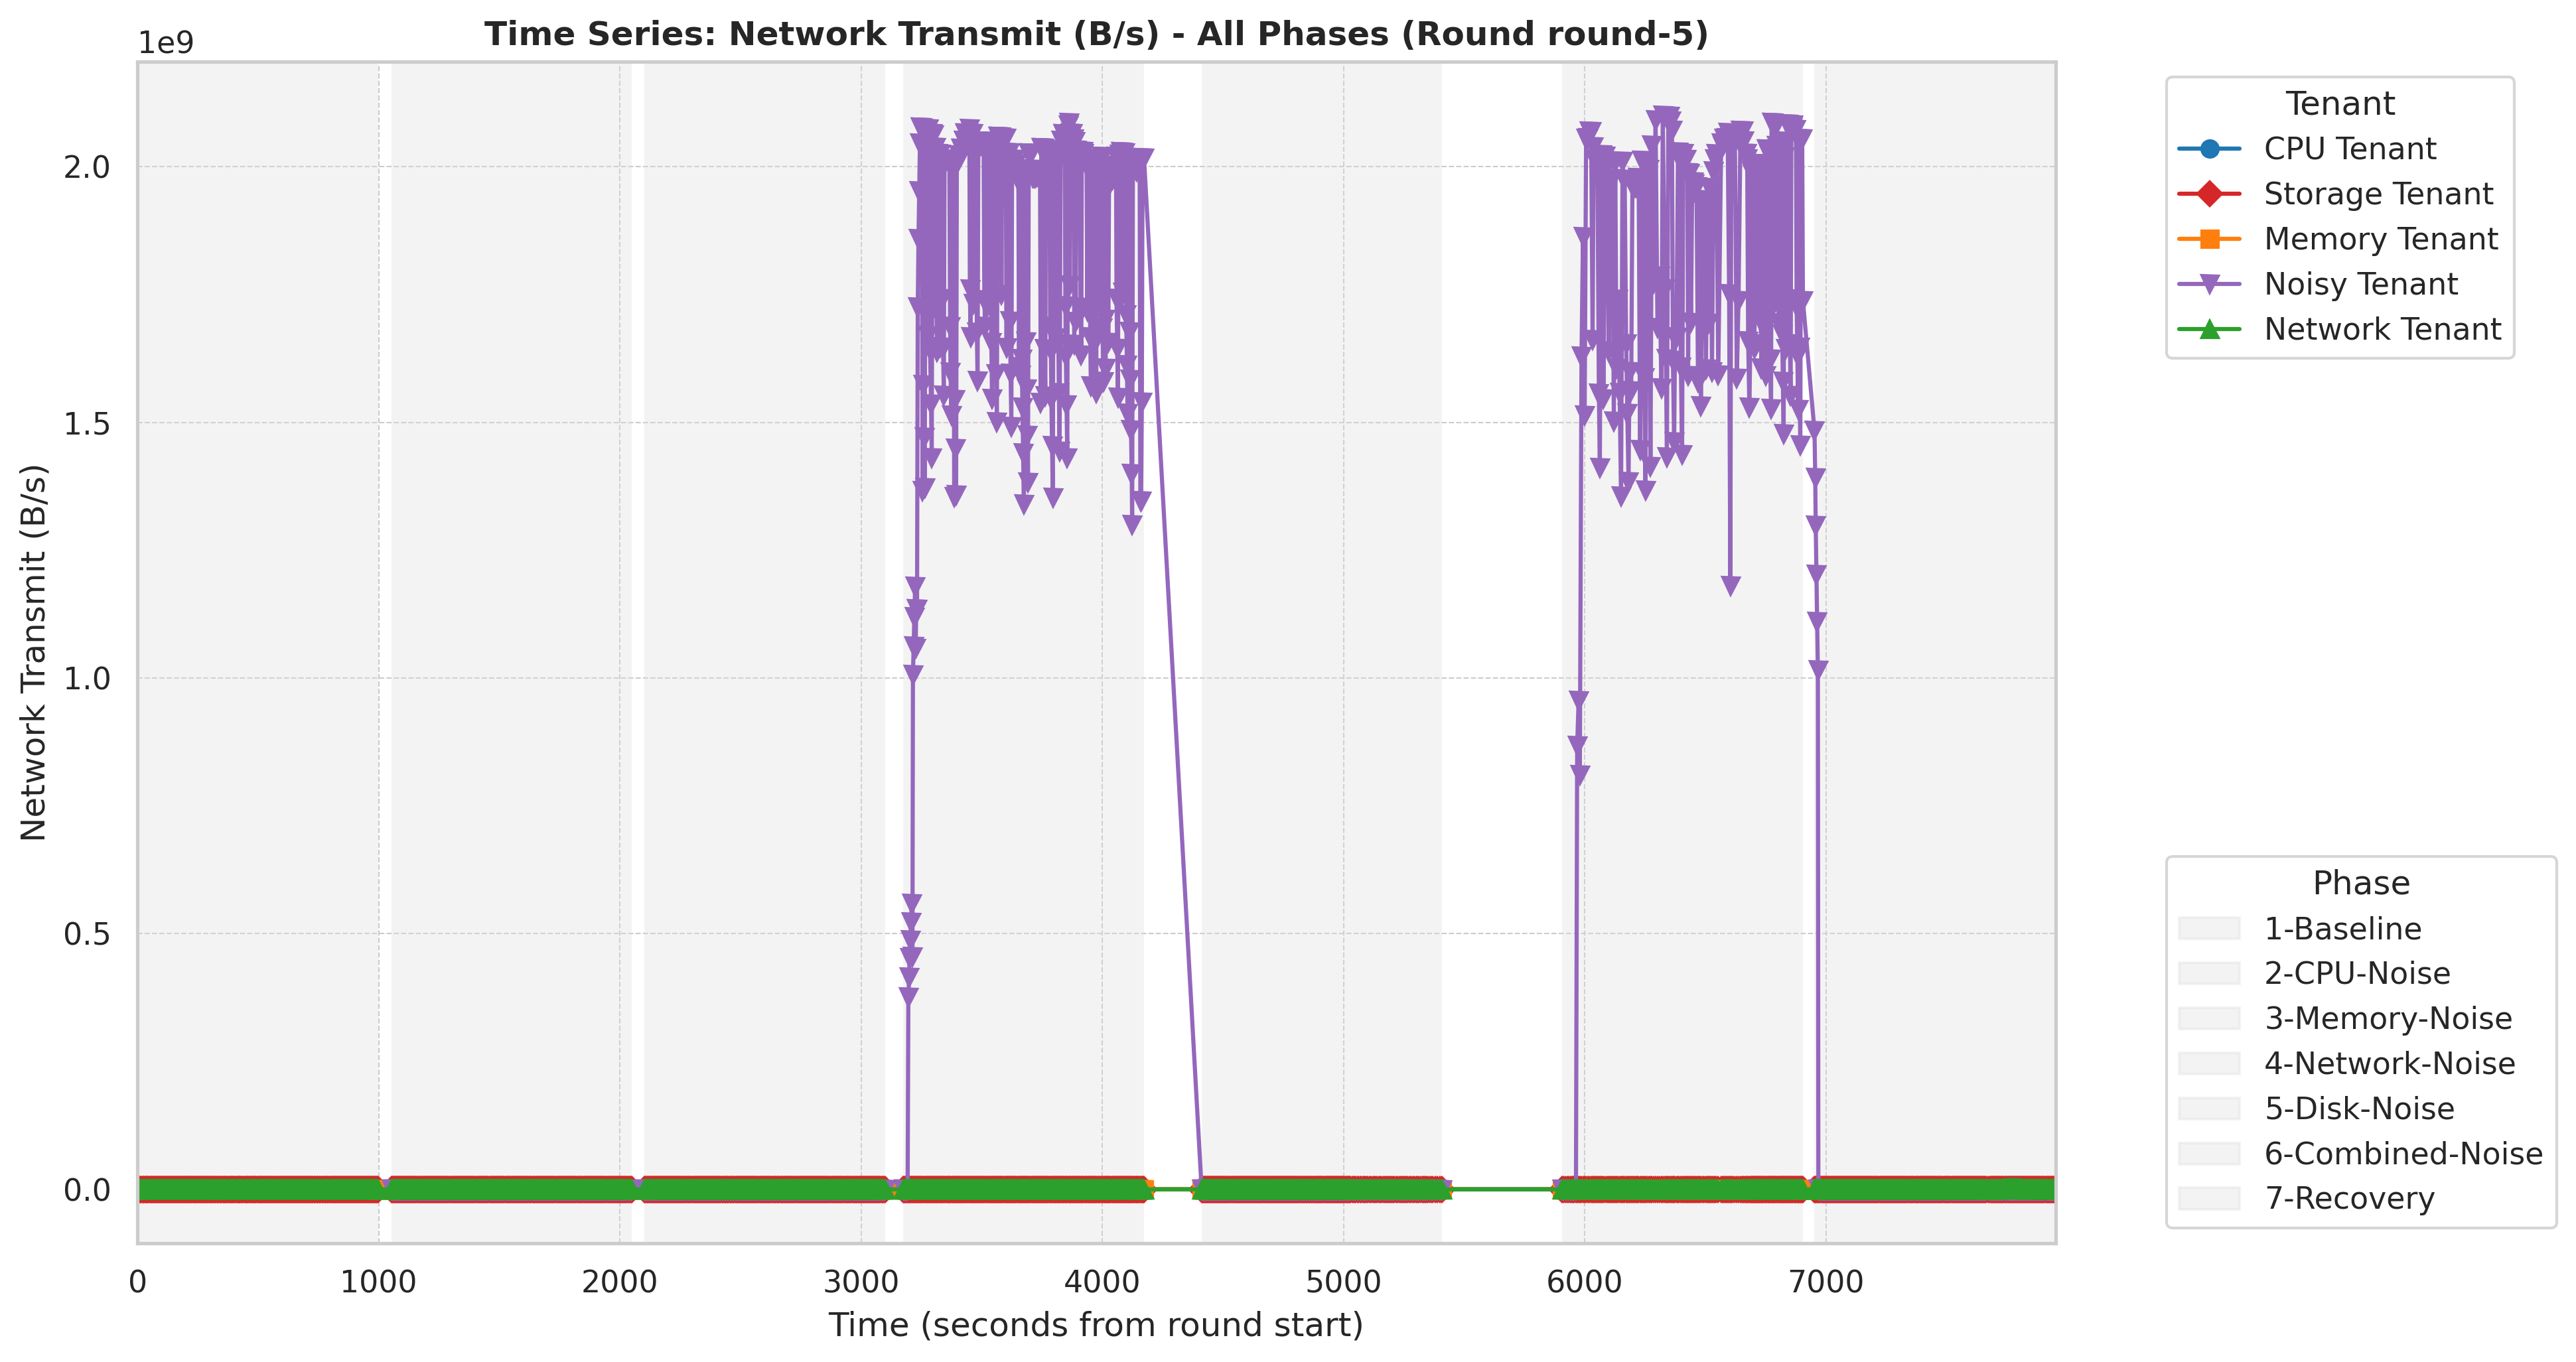 Time Series: Network Transmit (B/s) - All Phases (Round round-5)
1e9
2.0
1.5
1.0
0.5
0.0
Network Transmit (B/s)
0 1000 2000 3000 4000 5000 6000 7000
Time (seconds from round start)
Tenant
CPU Tenant
Storage Tenant
Memory Tenant
Noisy Tenant
Network Tenant
Phase
1-Baseline
2-CPU-Noise
3-Memory-Noise
4-Network-Noise
5-Disk-Noise
6-Combined-Noise
7-Recovery